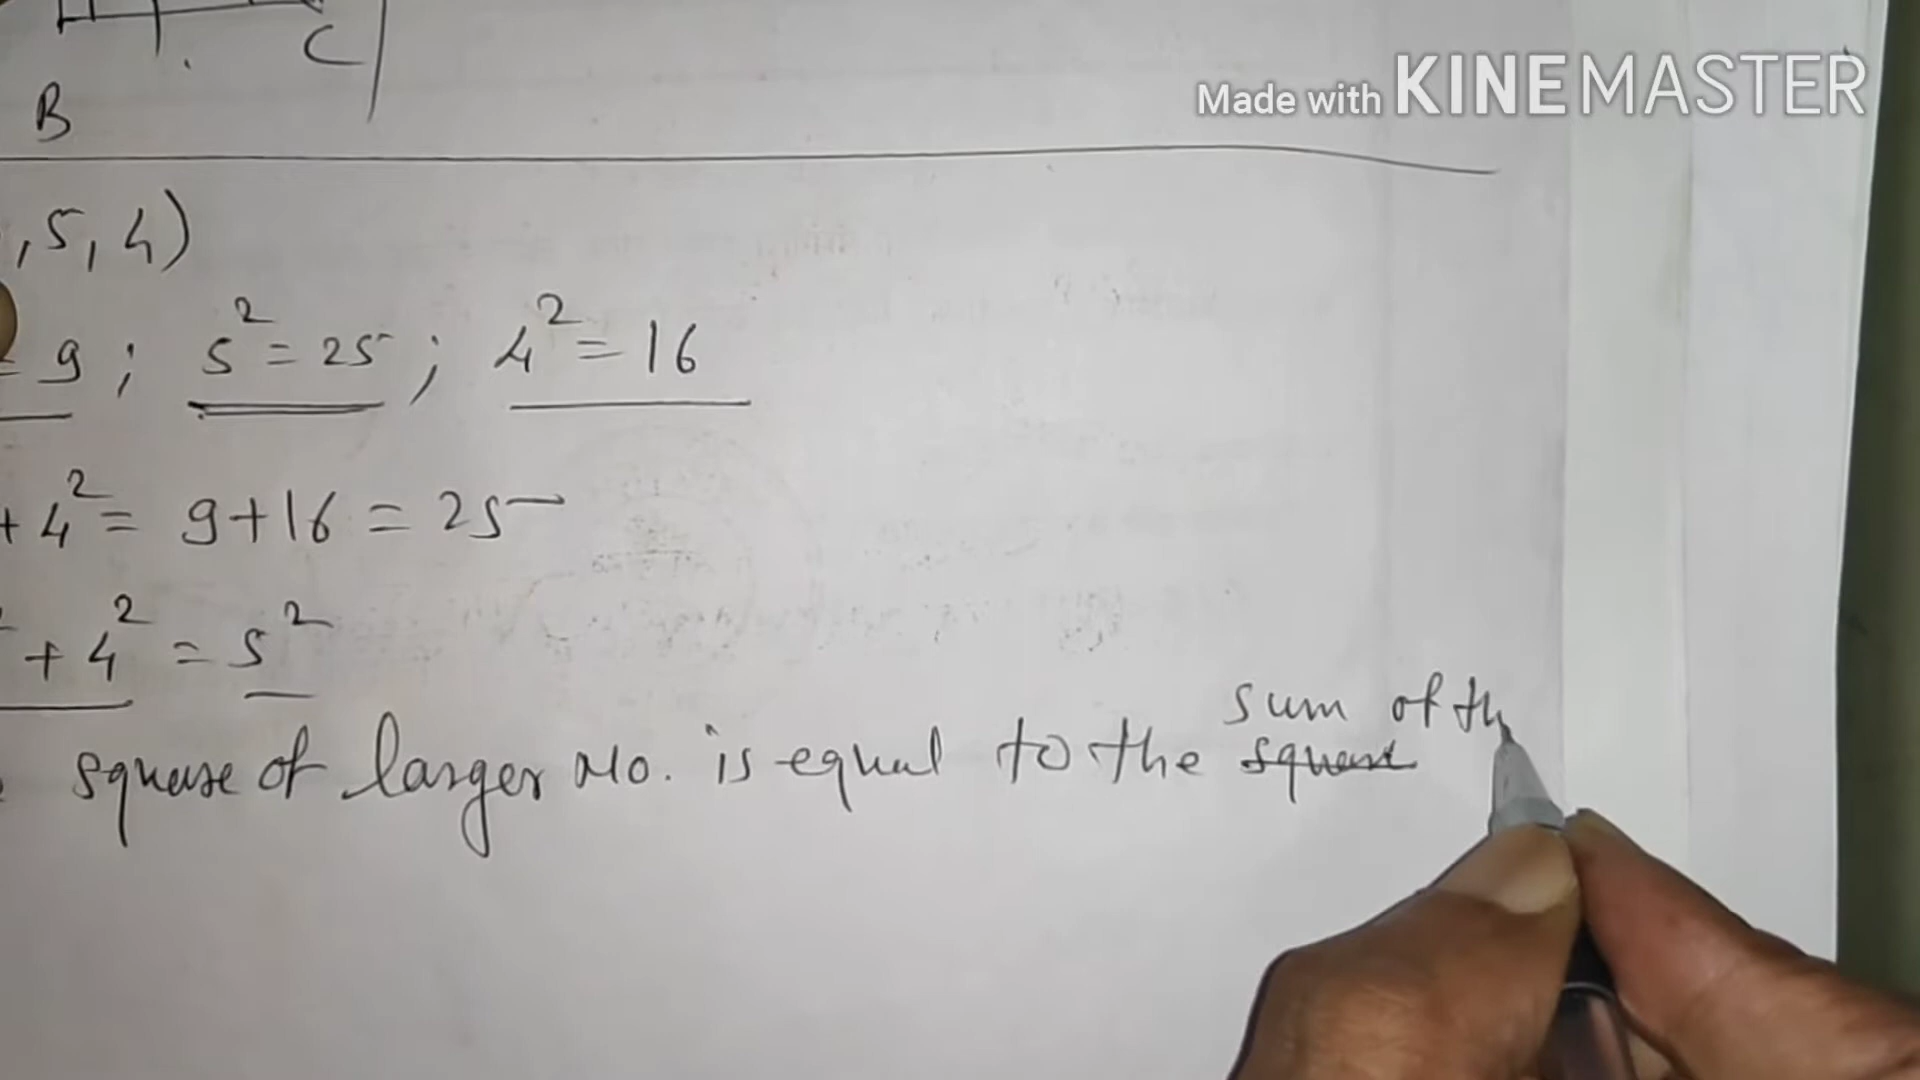 Made with KINEMASTER
C
B
,5,4)
= 9 ; 5² = 25 ; 4² = 16
+ 4² = 9+16 = 25
+ 4² = 5²
sum of th
square of larger No. is equal to the square